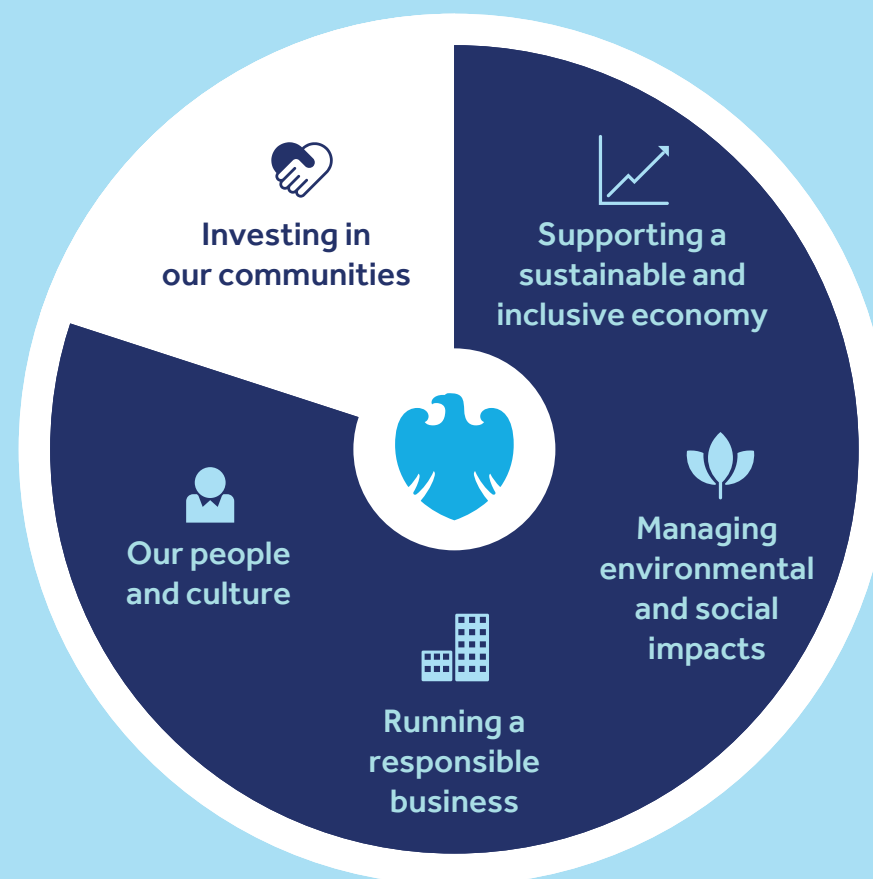 Investing in
our communities
Supporting a
sustainable and
inclusive economy
Managing
environmental
and social
impacts
Running a
responsible
business
Our people
and culture